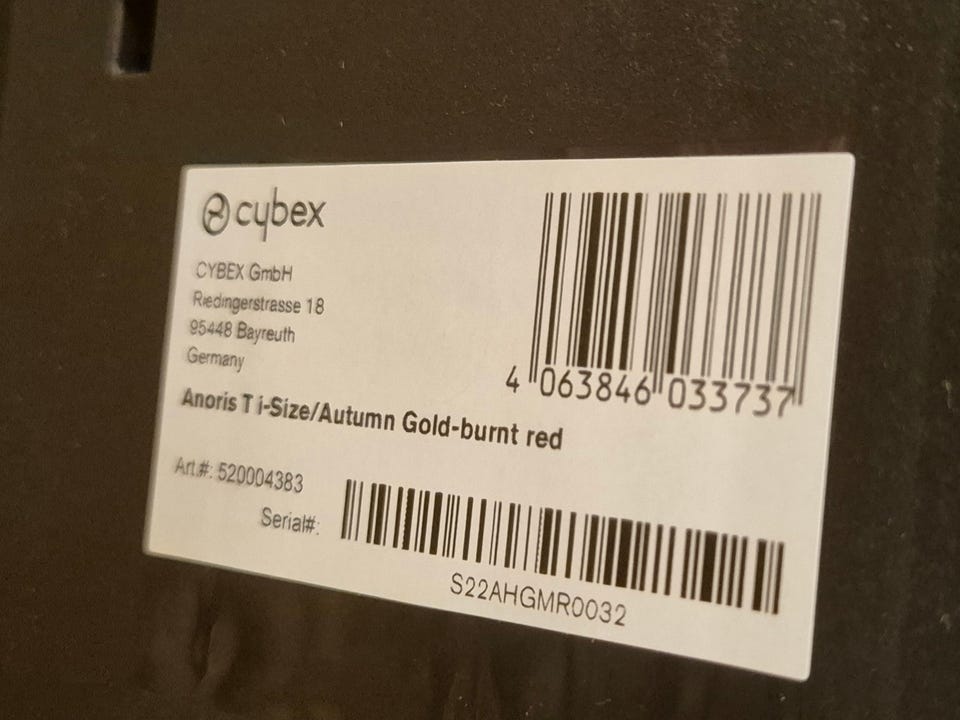 cybex
CYBEX GmbH
Riedingerstrasse 18
95448 Bayreuth
Germany
4 063846 033737
Anoris T i-Size/Autumn Gold-burnt red
Art.#: 520004383
Serial#:
S22AHGMR0032